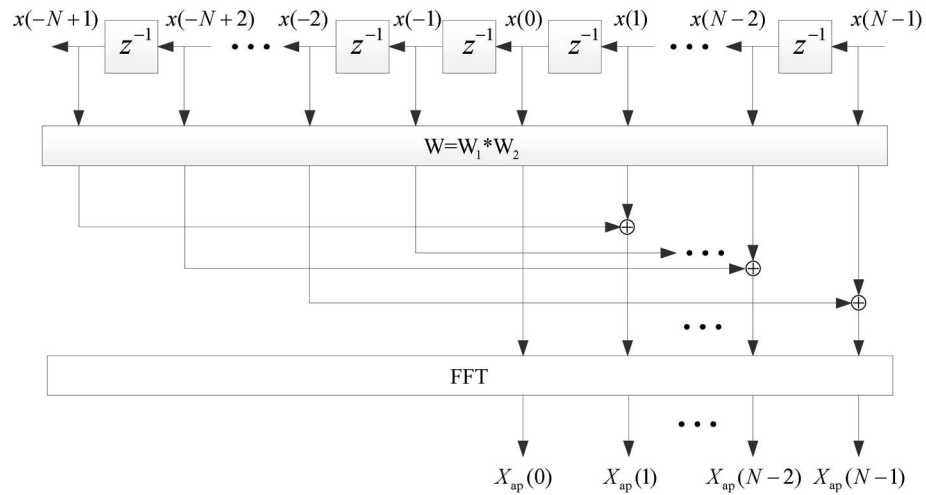 x(−N+1) x(−N+2) x(−2) x(−1) x(0) x(1) x(N−2) x(N−1)
z⁻¹ ••• z⁻¹ z⁻¹ z⁻¹ ••• z⁻¹
W=W₁*W₂
•••
•••
FFT
•••
Xₐₚ(0) Xₐₚ(1) Xₐₚ(N−2) Xₐₚ(N−1)